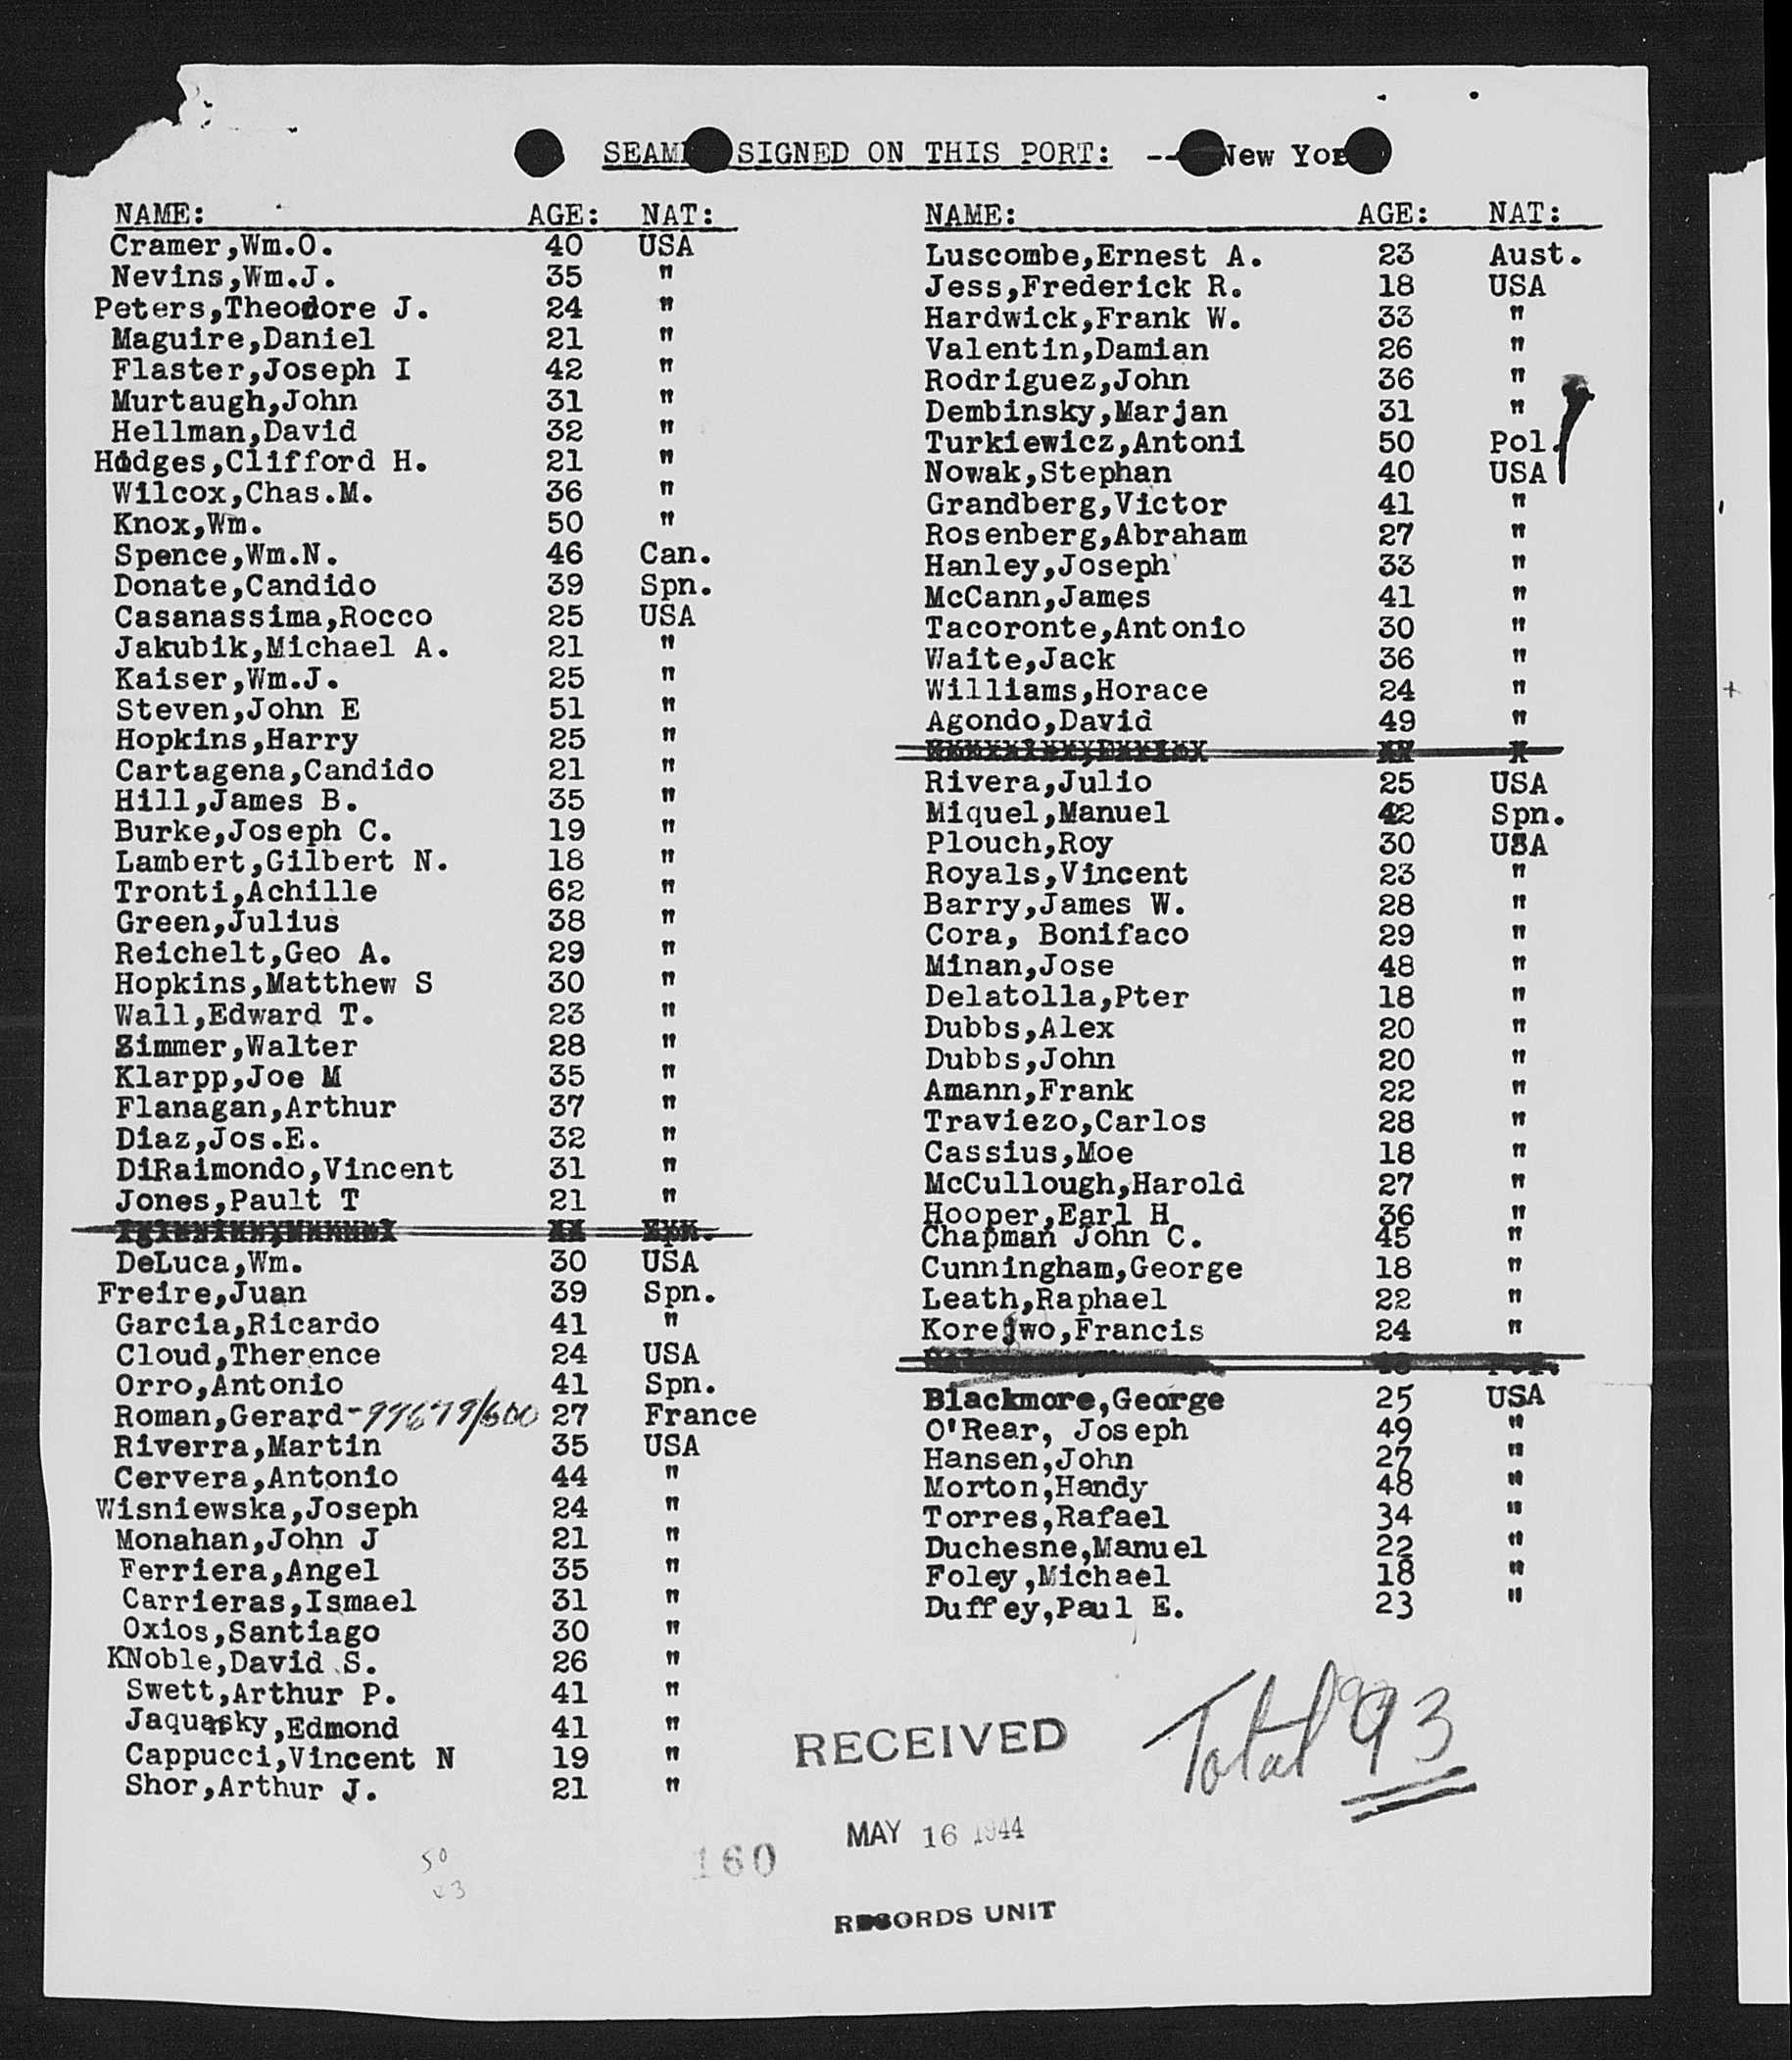 SEAM SIGNED ON THIS PORT: -- New Yor
NAME: AGE: NAT:
Cramer,Wm.O. 40 USA
Nevins,Wm.J. 35 "
Peters,Theodore J. 24 "
Maguire,Daniel 21 "
Flaster,Joseph I 42 "
Murtaugh,John 31 "
Hellman,David 32 "
Hodges,Clifford H. 21 "
Wilcox,Chas.M. 36 "
Knox,Wm. 50 "
Spence,Wm.N. 46 Can.
Donate,Candido 39 Spn.
Casanassima,Rocco 25 USA
Jakubik,Michael A. 21 "
Kaiser,Wm.J. 25 "
Steven,John E 51 "
Hopkins,Harry 25 "
Cartagena,Candido 21 "
Hill,James B. 35 "
Burke,Joseph C. 19 "
Lambert,Gilbert N. 18 "
Tronti,Achille 62 "
Green,Julius 38 "
Reichelt,Geo A. 29 "
Hopkins,Matthew S 30 "
Wall,Edward T. 23 "
Zimmer,Walter 28 "
Klarpp,Joe M 35 "
Flanagan,Arthur 37 "
Diaz,Jos.E. 32 "
DiRaimondo,Vincent 31 "
Jones,Pault T 21 "
DeLuca,Wm. 30 USA
Freire,Juan 39 Spn.
Garcia,Ricardo 41 "
Cloud,Therence 24 USA
Orro,Antonio 41 Spn.
Roman,Gerard-99679/500 27 France
Riverra,Martin 35 USA
Cervera,Antonio 44 "
Wisniewska,Joseph 24 "
Monahan,John J 21 "
Ferriera,Angel 35 "
Carrieras,Ismael 31 "
Oxios,Santiago 30 "
KNoble,David S. 26 "
Swett,Arthur P. 41 "
Jaquasky,Edmond 41 "
Cappucci,Vincent N 19 "
Shor,Arthur J. 21 "
NAME: AGE: NAT:
Luscombe,Ernest A. 23 Aust.
Jess,Frederick R. 18 USA
Hardwick,Frank W. 33 "
Valentin,Damian 26 "
Rodriguez,John 36 "
Dembinsky,Marjan 31 "
Turkiewicz,Antoni 50 Pol.
Nowak,Stephan 40 USA
Grandberg,Victor 41 "
Rosenberg,Abraham 27 "
Hanley,Joseph 33 "
McCann,James 41 "
Tacoronte,Antonio 30 "
Waite,Jack 36 "
Williams,Horace 24 "
Agondo,David 49 "
Rivera,Julio 25 USA
Miquel,Manuel 42 Spn.
Plouch,Roy 30 USA
Royals,Vincent 23 "
Barry,James W. 28 "
Cora, Bonifaco 29 "
Minan,Jose 48 "
Delatolla,Pter 18 "
Dubbs,Alex 20 "
Dubbs,John 20 "
Amann,Frank 22 "
Traviezo,Carlos 28 "
Cassius,Moe 18 "
McCullough,Harold 27 "
Hooper,Earl H 36 "
Chapman John C. 45 "
Cunningham,George 18 "
Leath,Raphael 22 "
Korejwo,Francis 24 "
Blackmore,George 25 USA
O'Rear, Joseph 49 "
Hansen,John 27 "
Morton,Handy 48 "
Torres,Rafael 34 "
Duchesne,Manuel 22 "
Foley,Michael 18 "
Duffey,Paul E. 23 "
Total 93
RECEIVED
MAY 16 1944
RECORDS UNIT
160
50